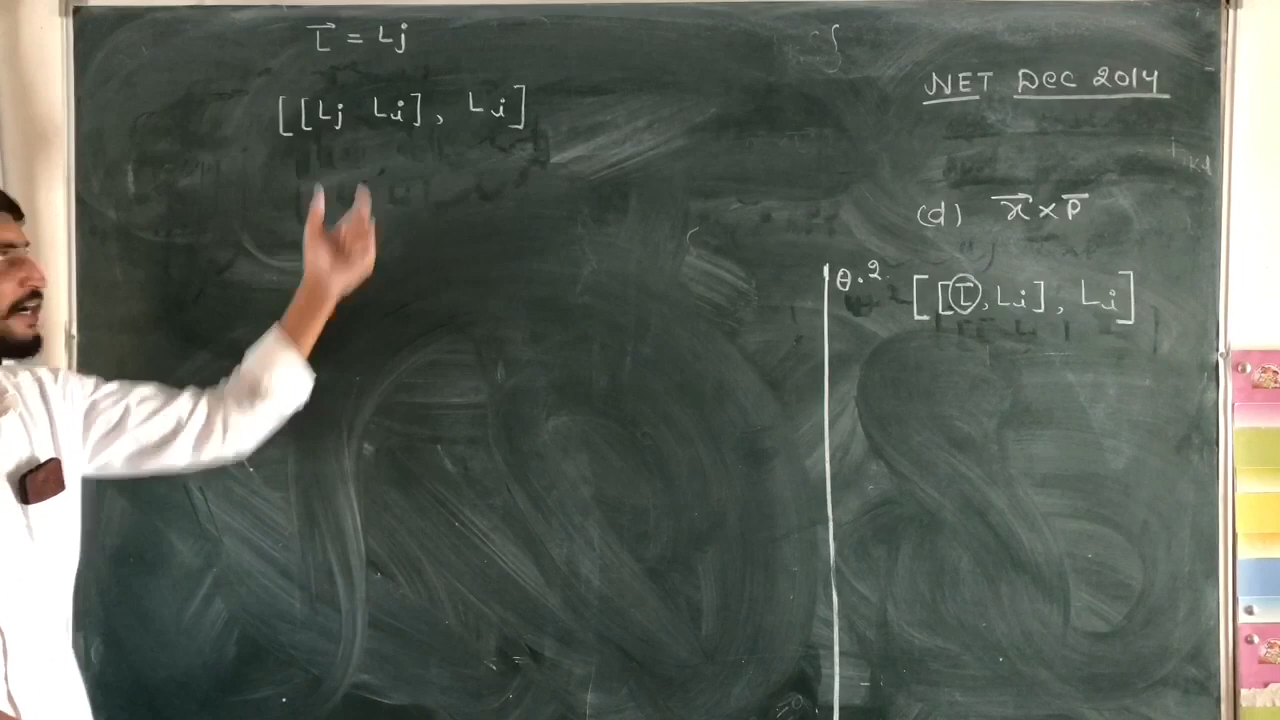 L⃗ = Lj
[[Lj Li], Li]
NET Dec 2014
(d) x⃗ × p̅
Q.2. [[L̅, Li], Li]